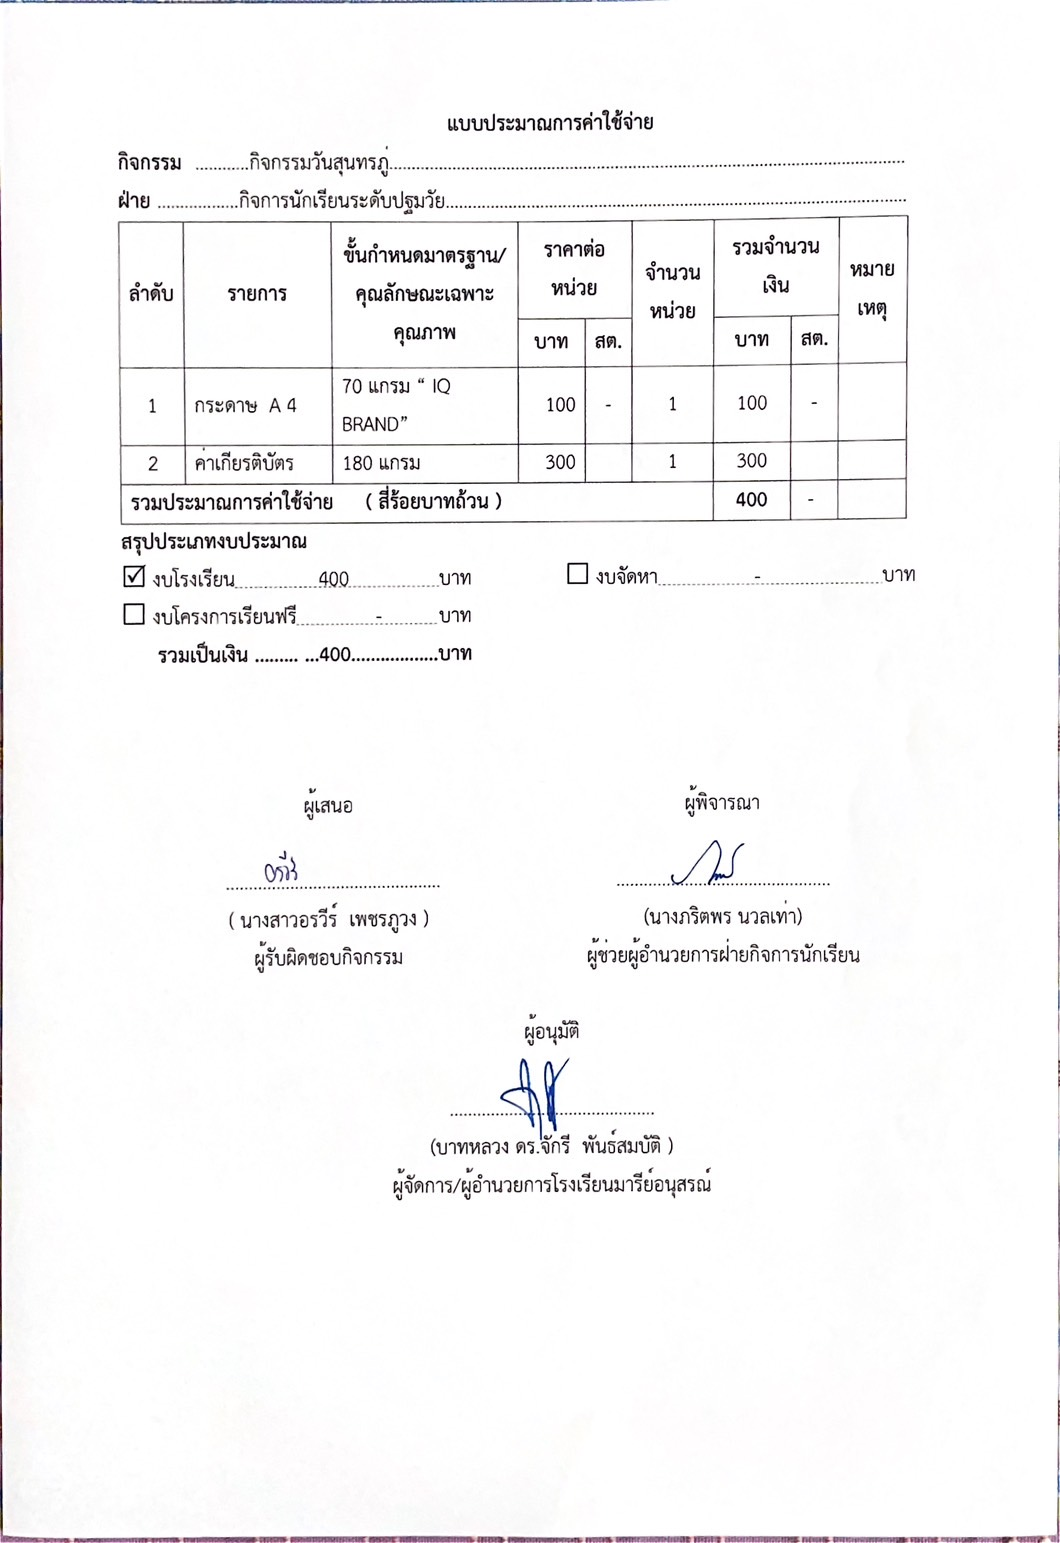 แบบประมาณการค่าใช้จ่าย
กิจกรรม ............กิจกรรมวันสุนทรภู่............
ฝ่าย ..................กิจการนักเรียนระดับปฐมวัย............
ลำดับ รายการ ขั้นกำหนดมาตรฐาน/ คุณลักษณะเฉพาะ คุณภาพ ราคาต่อ หน่วย จำนวน หน่วย รวมจำนวน เงิน หมาย เหตุ
บาท สต. บาท สต.
1 กระดาษ A 4 70 แกรม “ IQ BRAND” 100 - 1 100 -
2 ค่าเกียรติบัตร 180 แกรม 300 1 300
รวมประมาณการค่าใช้จ่าย ( สี่ร้อยบาทถ้วน ) 400 -
สรุปประเภทงบประมาณ
☑ งบโรงเรียน 400 บาท ☐ งบจัดหา - บาท
☐ งบโครงการเรียนฟรี - บาท
รวมเป็นเงิน ......... ...400..................บาท
ผู้เสนอ ผู้พิจารณา
( นางสาวอรวีร์ เพชรภูวง ) (นางภริตพร นวลเท่า)
ผู้รับผิดชอบกิจกรรม ผู้ช่วยผู้อำนวยการฝ่ายกิจการนักเรียน
ผู้อนุมัติ
(บาทหลวง ดร.จักรี พันธ์สมบัติ )
ผู้จัดการ/ผู้อำนวยการโรงเรียนมารีย์อนุสรณ์